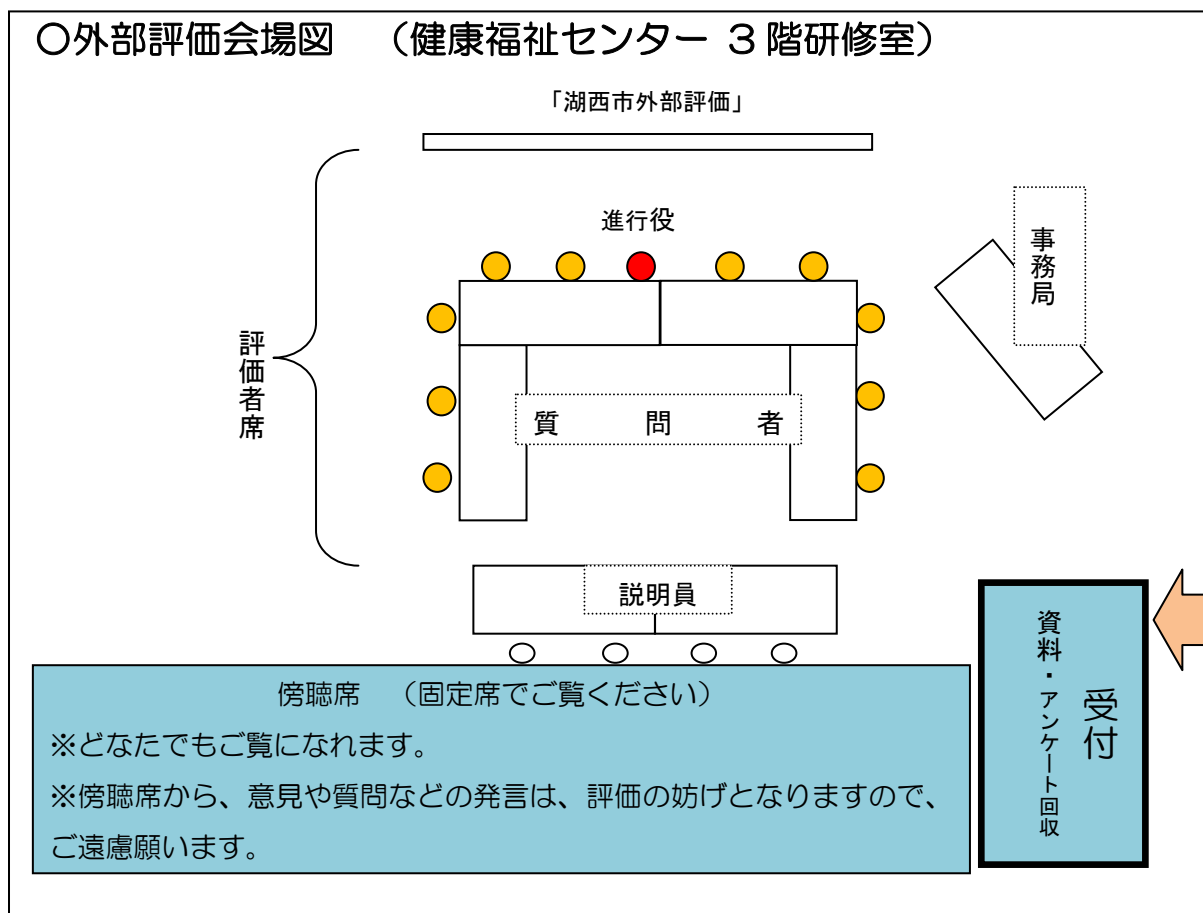 〇外部評価会場図　（健康福祉センター ３階研修室）
「湖西市外部評価」
進行役
事務局
評価者席
質　問　者
説明員
傍聴席　（固定席でご覧ください）
※どなたでもご覧になれます。
※傍聴席から、意見や質問などの発言は、評価の妨げとなりますので、
ご遠慮願います。
受付
資料・アンケート回収